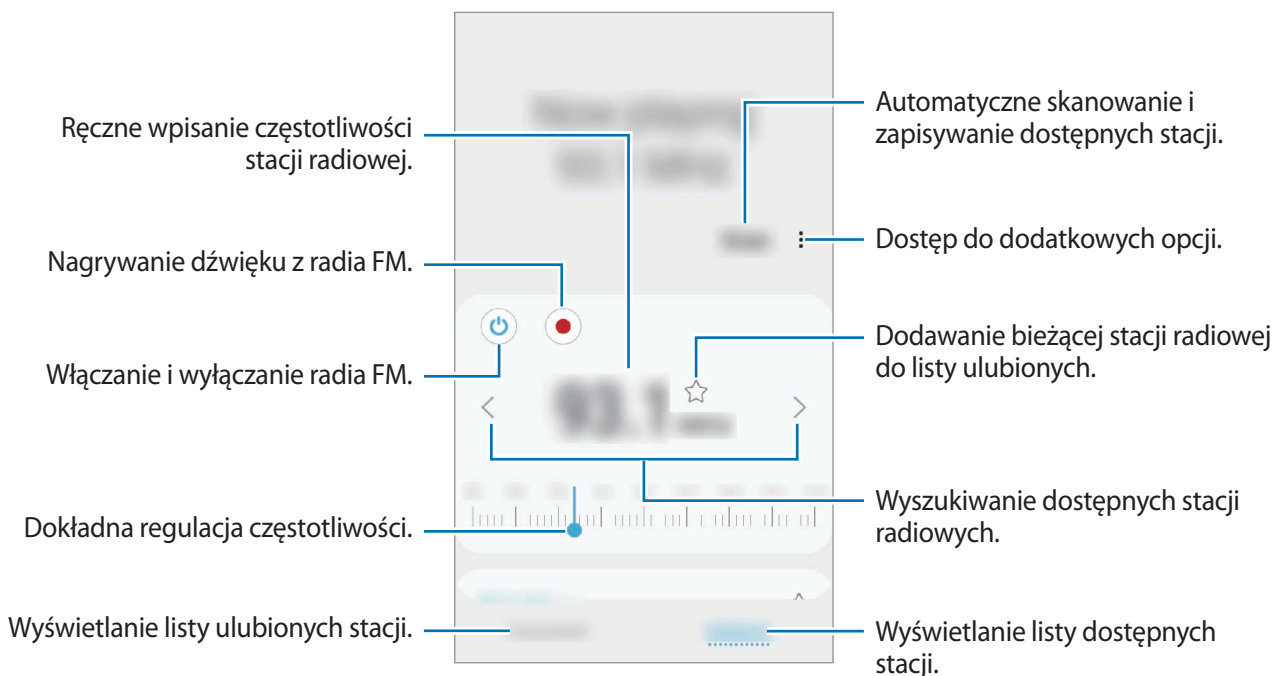 Ręczne wpisanie częstotliwości
stacji radiowej.
Nagrywanie dźwięku z radia FM.
Włączanie i wyłączanie radia FM.
Dokładna regulacja częstotliwości.
Wyświetlanie listy ulubionych stacji.
93.1
Automatyczne skanowanie i
zapisywanie dostępnych stacji.
Dostęp do dodatkowych opcji.
Dodawanie bieżącej stacji radiowej
do listy ulubionych.
Wyszukiwanie dostępnych stacji
radiowych.
Wyświetlanie listy dostępnych
stacji.